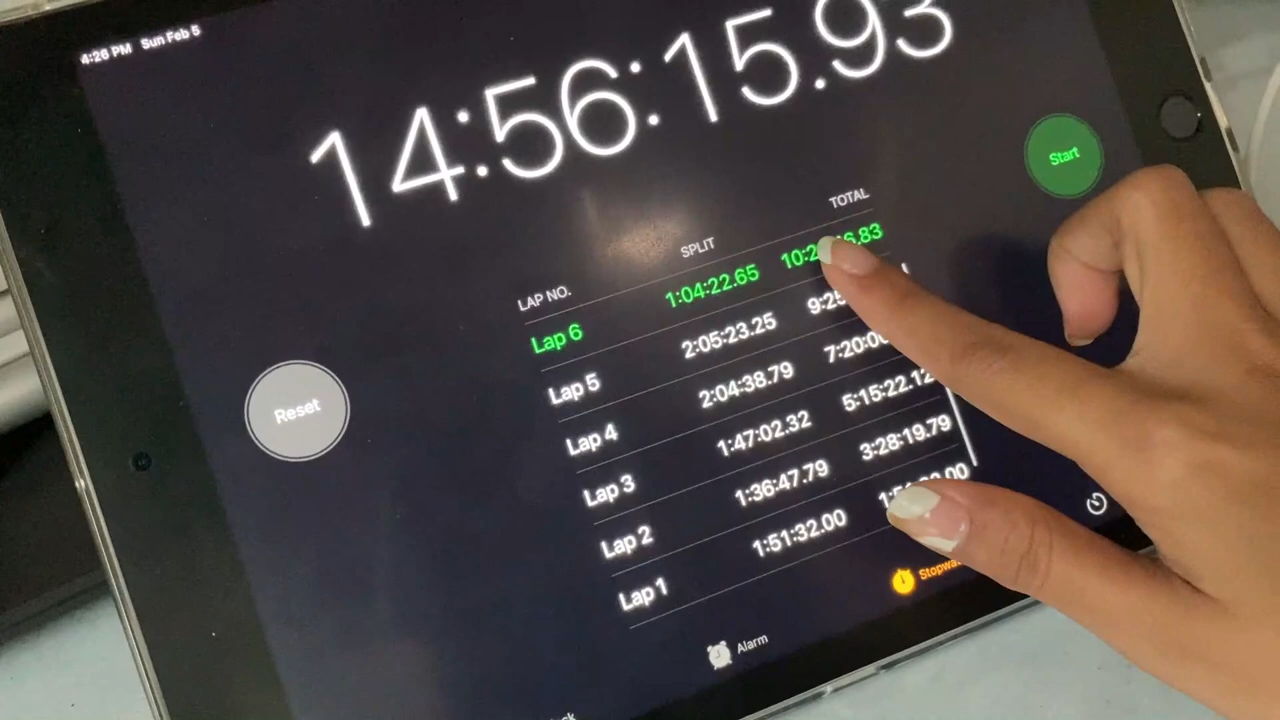 4:26 PM Sun Feb 5
14:56:15.93
Start
LAP NO. SPLIT TOTAL
Lap 6 1:04:22.65
Lap 5 2:05:23.25
Lap 4 2:04:38.79
Lap 3 1:47:02.32 5:15:22.12
Lap 2 1:36:47.79 3:28:19.79
Lap 1 1:51:32.00
Reset
Alarm